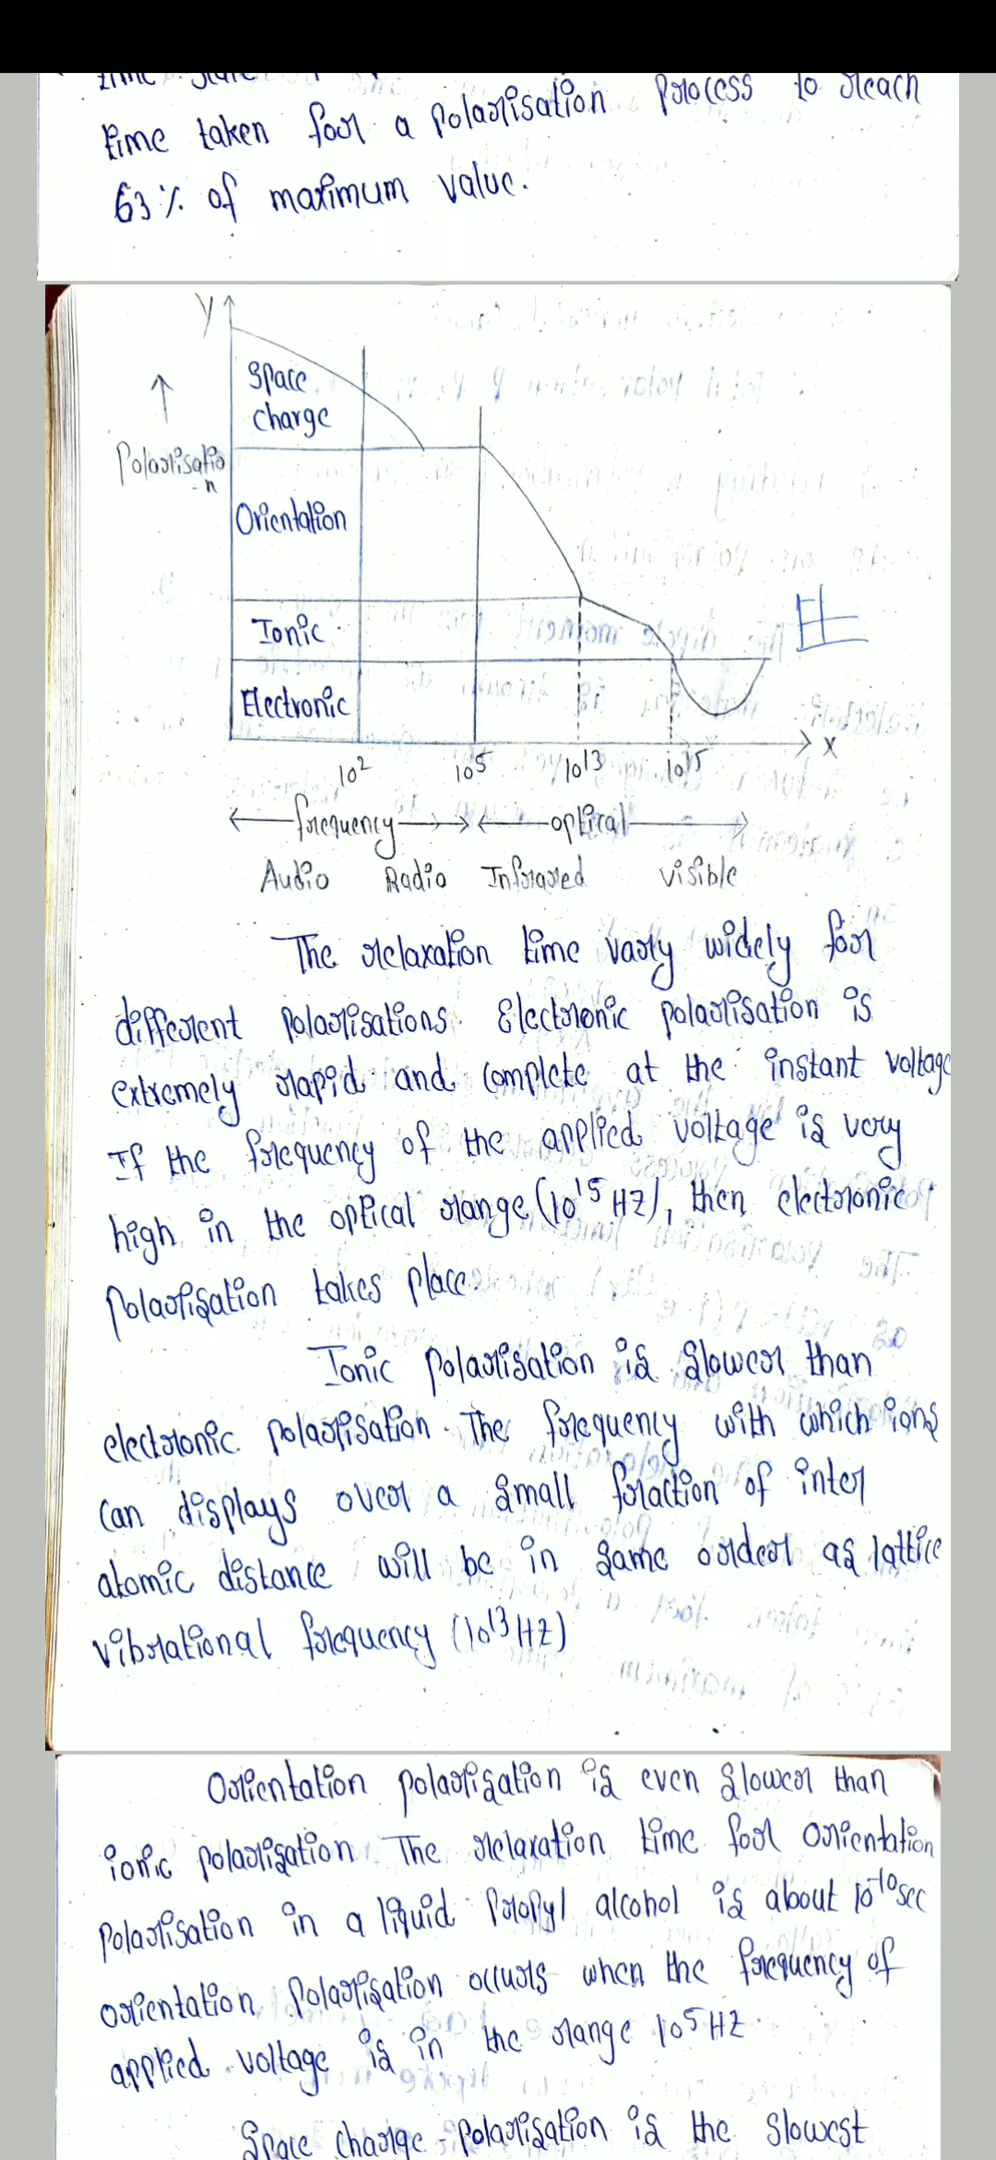 time taken for a polarisation process to reach
63% of maximum value.
Y
Space
charge
Polarisatio
-n
Orientation
Ionic
Electronic
X
10² 10⁵ 10¹³ 10¹⁵
frequency optical
Audio Radio Infrared visible
The relaxation time vary widely for
different polarisations. Electronic polarisation is
extremely rapid and complete at the instant voltage
If the frequency of the applied voltage is very
high in the optical range (10¹⁵ HZ), then electronic
polarisation takes place.
Ionic polarisation is slower than
electronic polarisation. The frequency with which ions
can displays over a small fraction of inter
atomic distance will be in same order as lattice
vibrational frequency (10¹³ HZ)
Orientation polarisation is even slower than
ionic polarisation. The relaxation time for orientation
polarisation in a liquid propyl alcohol is about 10⁻¹⁰sec
orientation polarisation occurs when the frequency of
applied voltage is in the range 10⁵ HZ.
Space charge polarisation is the slowest